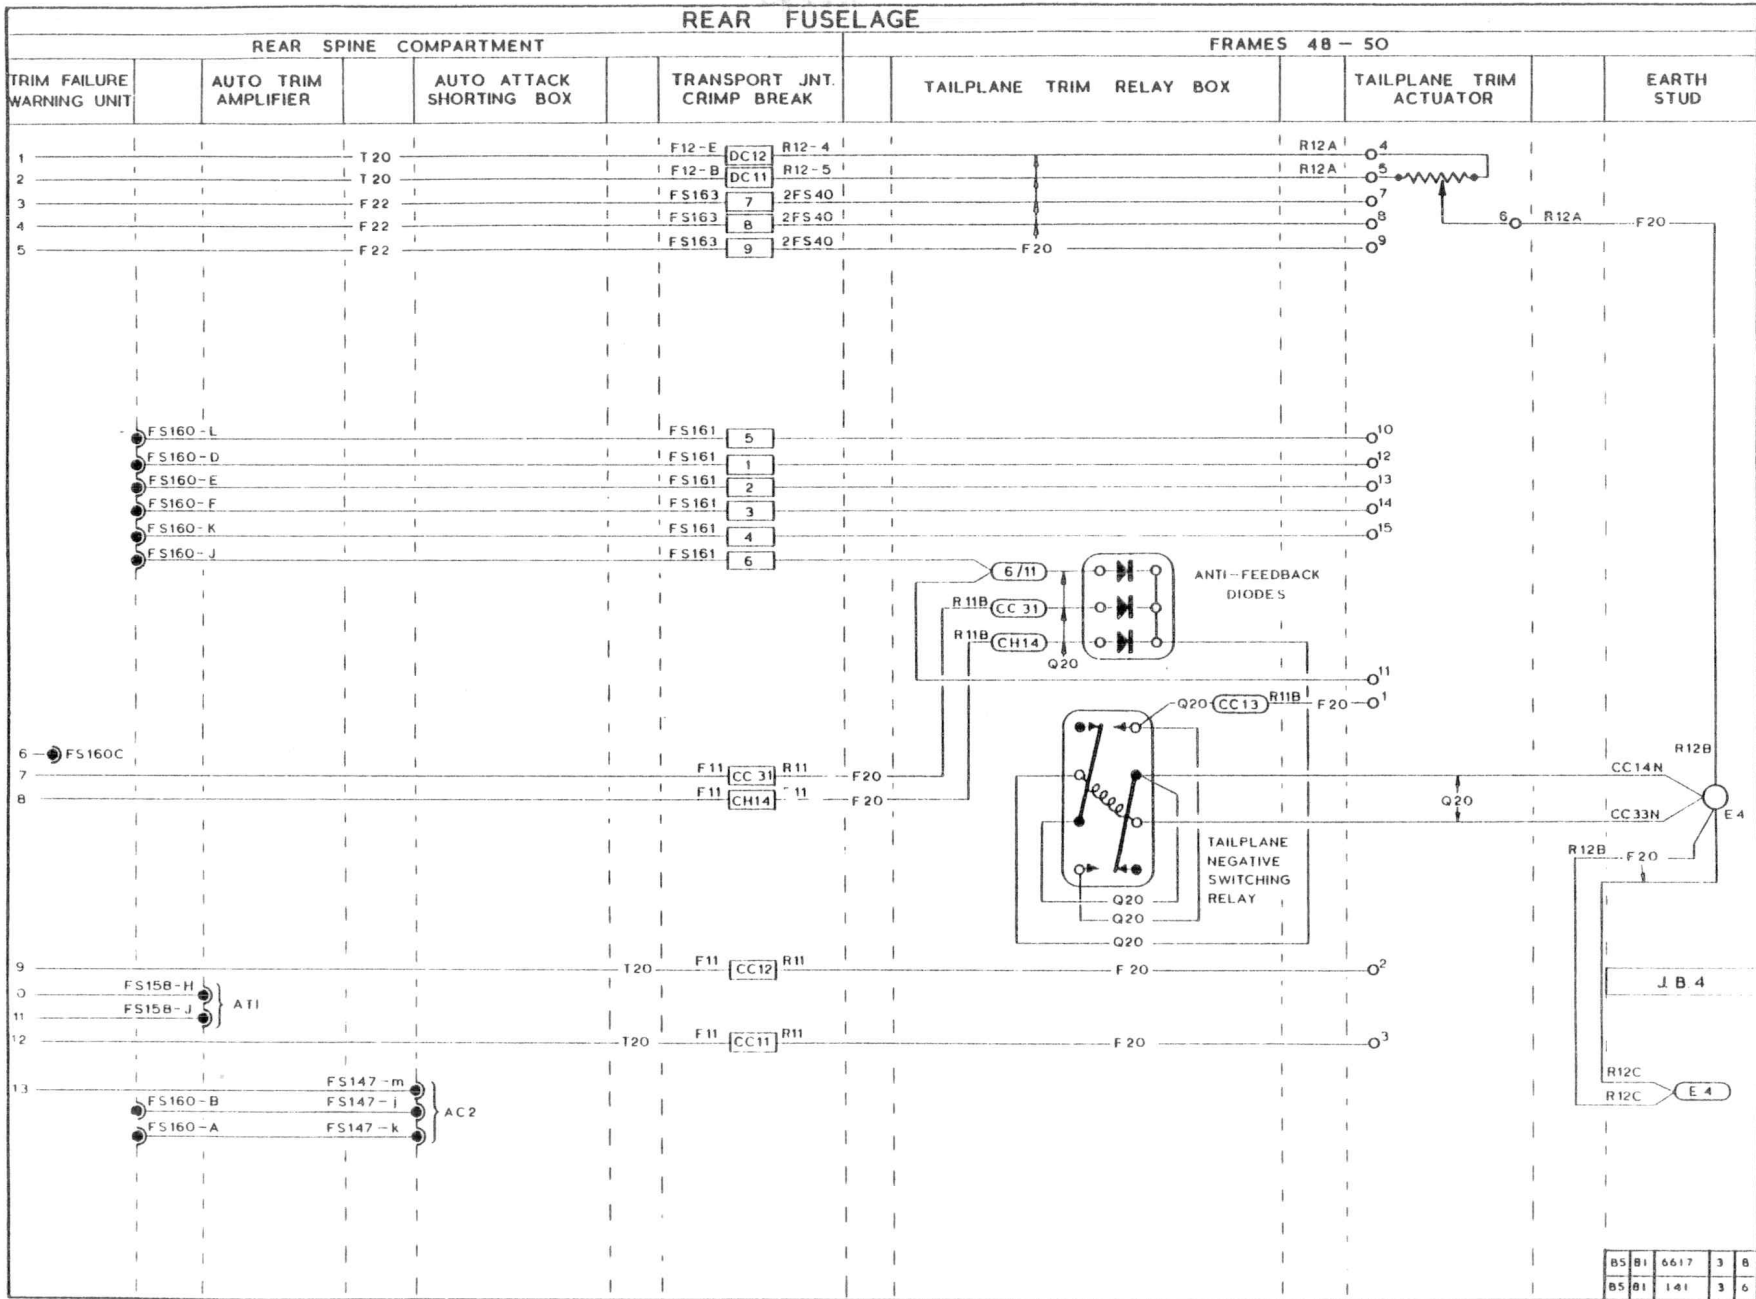 REAR FUSELAGE
REAR SPINE COMPARTMENT
FRAMES 48 - 50
TRIM FAILURE WARNING UNIT
AUTO TRIM AMPLIFIER
AUTO ATTACK SHORTING BOX
TRANSPORT JNT. CRIMP BREAK
TAILPLANE TRIM RELAY BOX
TAILPLANE TRIM ACTUATOR
EARTH STUD
1 T20 F12-E DC12 R12-4 R12A 4
2 T20 F12-B DC11 R12-5 R12A 5
3 F22 FS163 7 2FS40 7
4 F22 FS163 8 2FS40 8 6 R12A F20
5 F22 FS163 9 2FS40 F20 9
FS160-L FS161 5 10
FS160-D FS161 1 12
FS160-E FS161 2 13
FS160-F FS161 3 14
FS160-K FS161 4 15
FS160-J FS161 6
6/11
ANTI-FEEDBACK
DIODES
R11B CC 31
R11B CH14
Q20
11
Q20 CC13 R11B F20 1
6 FS160C
R12B
7 F11 CC 31 R11 F20 CC14N
8 F11 CH14 11 F20
Q20
CC33N E4
TAILPLANE
NEGATIVE
SWITCHING
RELAY
R12B F20
Q20
Q20
Q20
9 T20 F11 CC12 R11 F20 2
FS158-H
AT1
J.B.4
11 FS158-J
12 T20 F11 CC11 R11 F20 3
13 FS147-m
R12C
FS160-B FS147-j AC2
R12C E4
FS160-A FS147-k
B5 81 6617 3 8
B5 81 141 3 6